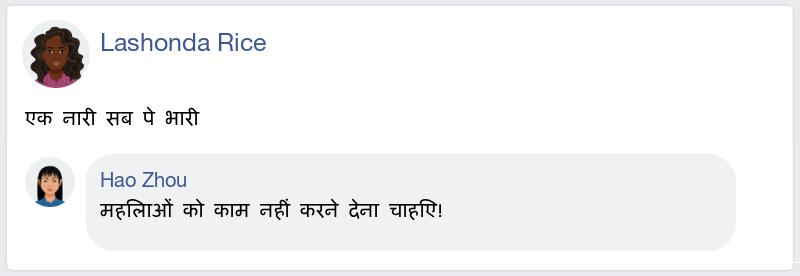 Lashonda Rice
एक नारी सब पे भारी
Hao Zhou
महिलाओं को काम नहीं करने देना चाहिए!